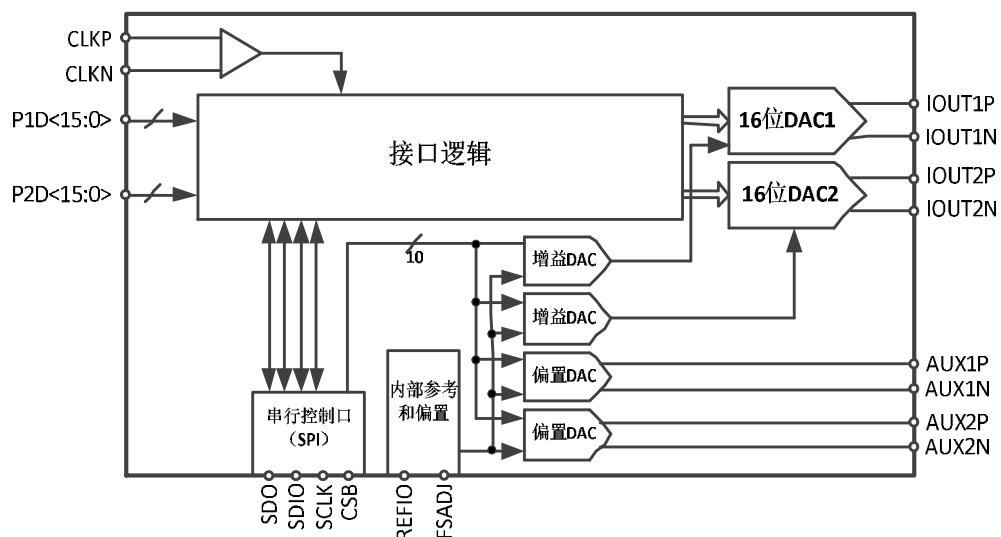 CLKP
CLKN
P1D<15:0>
P2D<15:0>
接口逻辑
16位DAC1
16位DAC2
IOUT1P
IOUT1N
IOUT2P
IOUT2N
10
增益DAC
增益DAC
偏置DAC
偏置DAC
AUX1P
AUX1N
AUX2P
AUX2N
串行控制口
(SPI)
内部参考
和偏置
SDO
SDIO
SCLK
CSB
REFIO
FSADJ